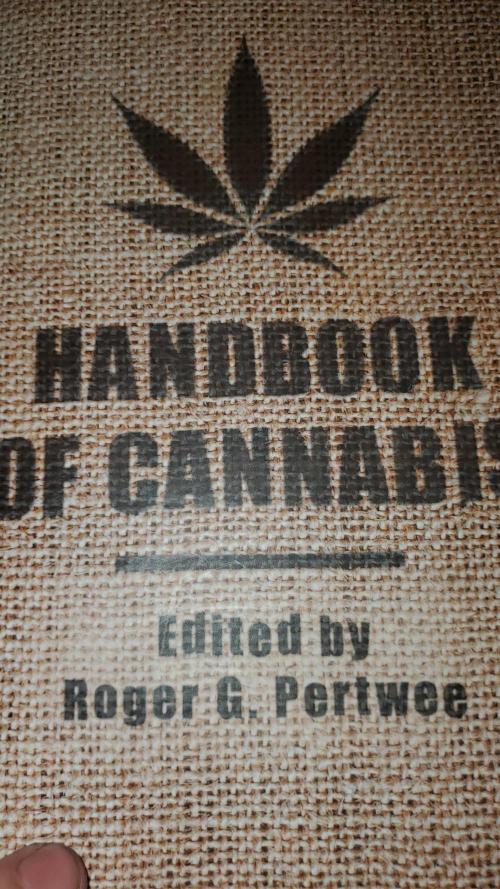 HANDBOOK
OF CANNABIS
Edited by
Roger G. Pertwee